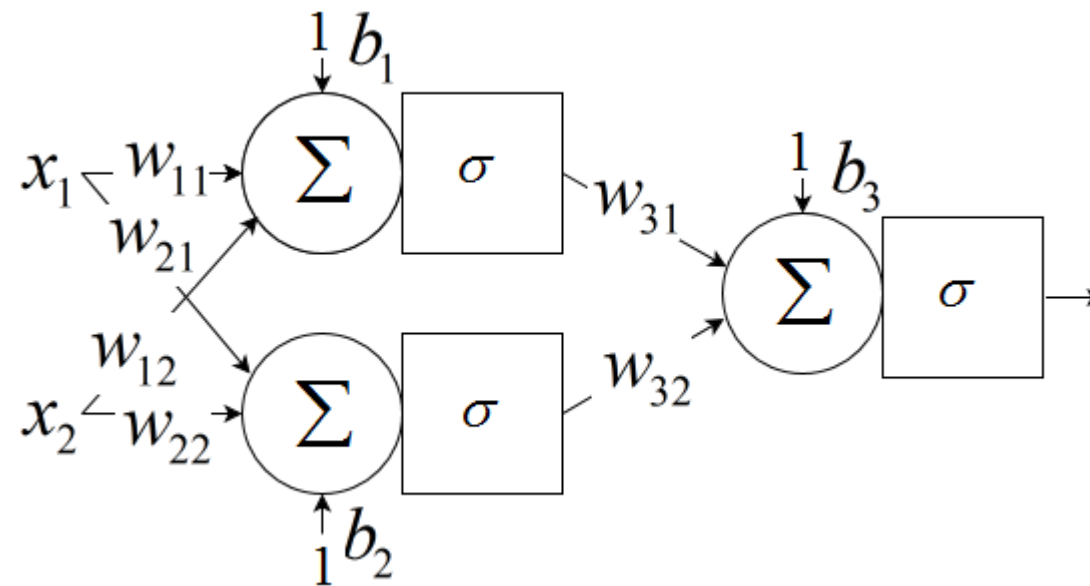 1 b₁
x₁ w₁₁ Σ σ
w₂₁ w₃₁ 1 b₃
Σ σ
w₁₂ w₃₂
x₂ w₂₂ Σ σ
1 b₂